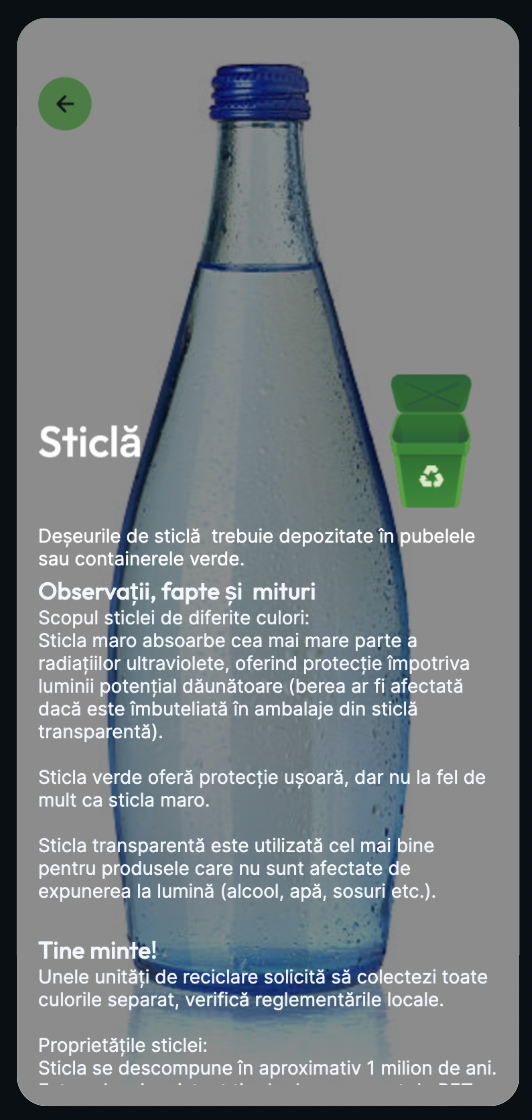 Sticlă
Deșeurile de sticlă  trebuie depozitate în pubelele
sau containerele verde.
Observații, fapte și  mituri
Scopul sticlei de diferite culori:
Sticla maro absoarbe cea mai mare parte a
radiațiilor ultraviolete, oferind protecție împotriva
luminii potențial dăunătoare (berea ar fi afectată
dacă este îmbuteliată în ambalaje din sticlă
transparentă).
Sticla verde oferă protecție ușoară, dar nu la fel de
mult ca sticla maro.
Sticla transparentă este utilizată cel mai bine
pentru produsele care nu sunt afectate de
expunerea la lumină (alcool, apă, sosuri etc.).
Tine minte!
Unele unități de reciclare solicită să colectezi toate
culorile separat, verifică reglementările locale.
Proprietățile sticlei:
Sticla se descompune în aproximativ 1 milion de ani.